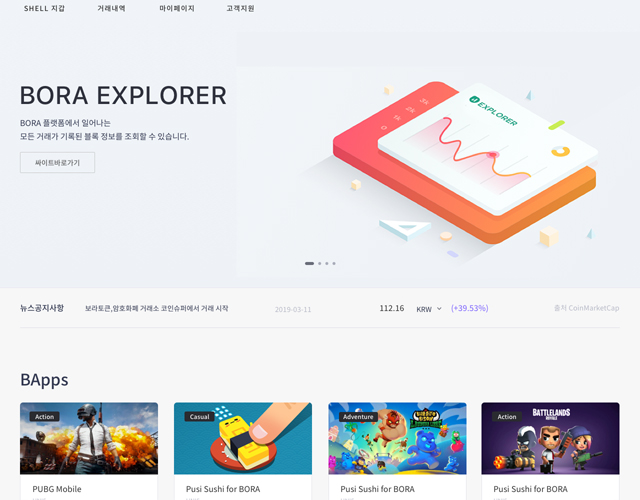 SHELL 지갑
거래내역
마이페이지
고객지원
BORA EXPLORER
BORA 플랫폼에서 일어나는
모든 거래가 기록된 블록 정보를 조회할 수 있습니다.
싸이트바로가기
EXPLORER
0 1k 2k 3k
뉴스공지사항
보라토큰,암호화폐 거래소 코인슈퍼에서 거래 시작
2019-03-11
112.16
KRW
(+39.53%)
출처 CoinMarketCap
BApps
Action
Casual
Adventure
Action
BATTLELANDS
ROYALE
PUBG Mobile
Pusi Sushi for BORA
Pusi Sushi for BORA
Pusi Sushi for BORA